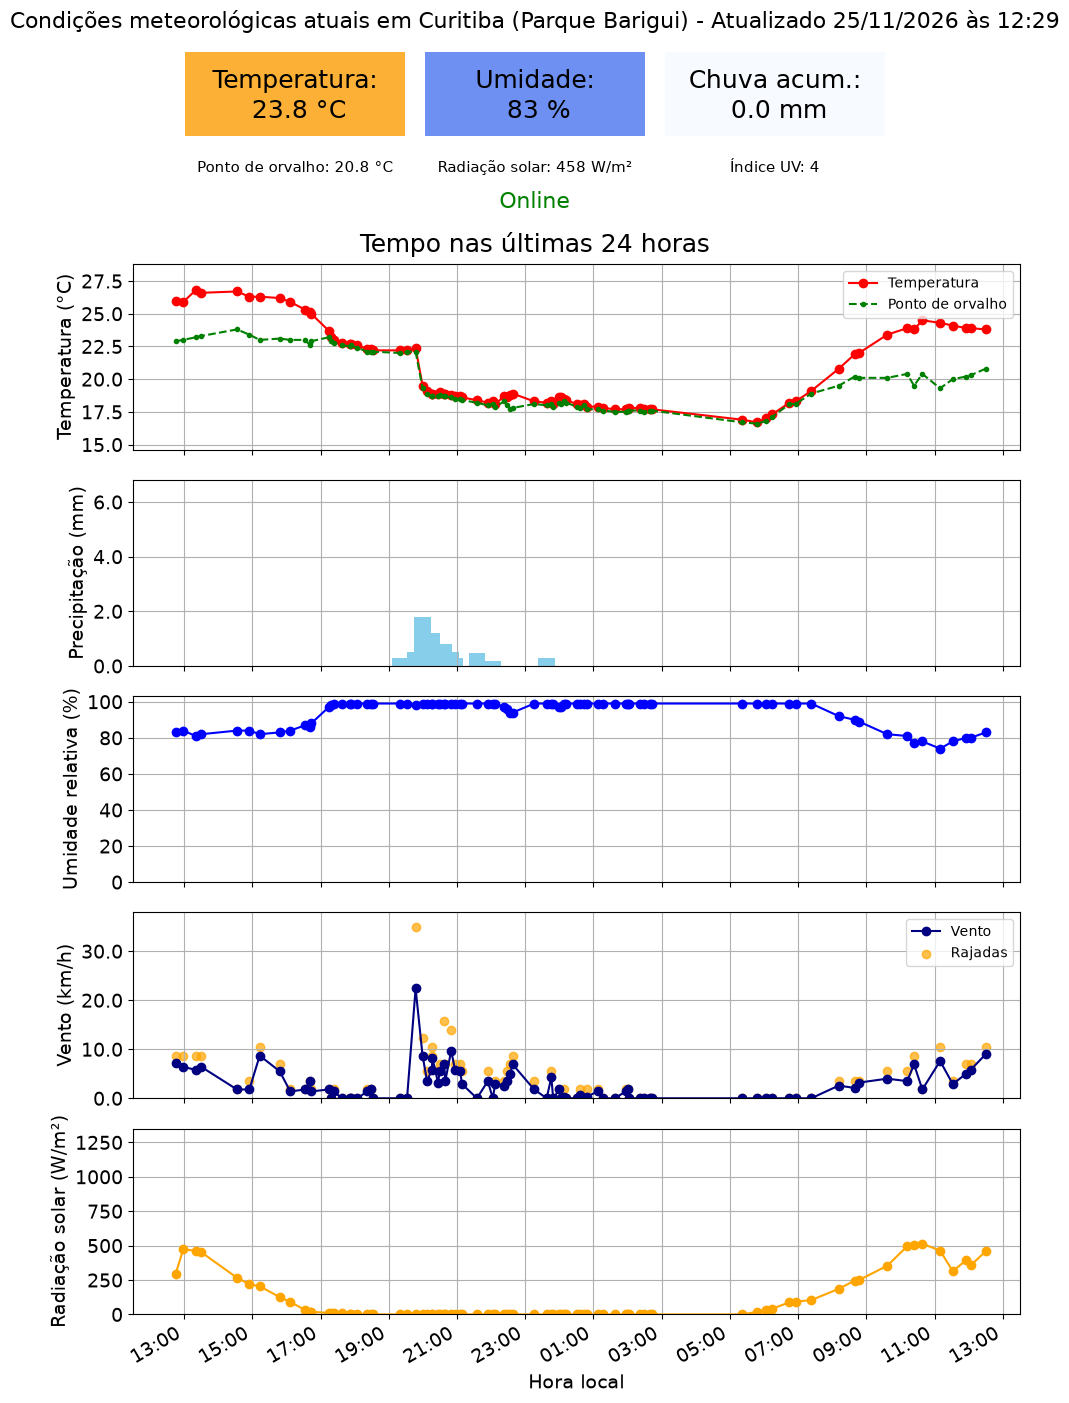 Condições meteorológicas atuais em Curitiba (Parque Barigui) - Atualizado 25/11/2026 às 12:29
Temperatura:
23.8 °C
Umidade:
83 %
Chuva acum.:
0.0 mm
Ponto de orvalho: 20.8 °C
Radiação solar: 458 W/m²
Índice UV: 4
Online
Tempo nas últimas 24 horas
Temperatura (°C)
27.5
25.0
22.5
20.0
17.5
15.0
Temperatura
Ponto de orvalho
Precipitação (mm)
6.0
4.0
2.0
0.0
Umidade relativa (%)
100
80
60
40
20
0
Vento (km/h)
30.0
20.0
10.0
0.0
Vento
Rajadas
Radiação solar (W/m²)
1250
1000
750
500
250
0
13:00
15:00
17:00
19:00
21:00
23:00
01:00
03:00
05:00
07:00
09:00
11:00
13:00
Hora local